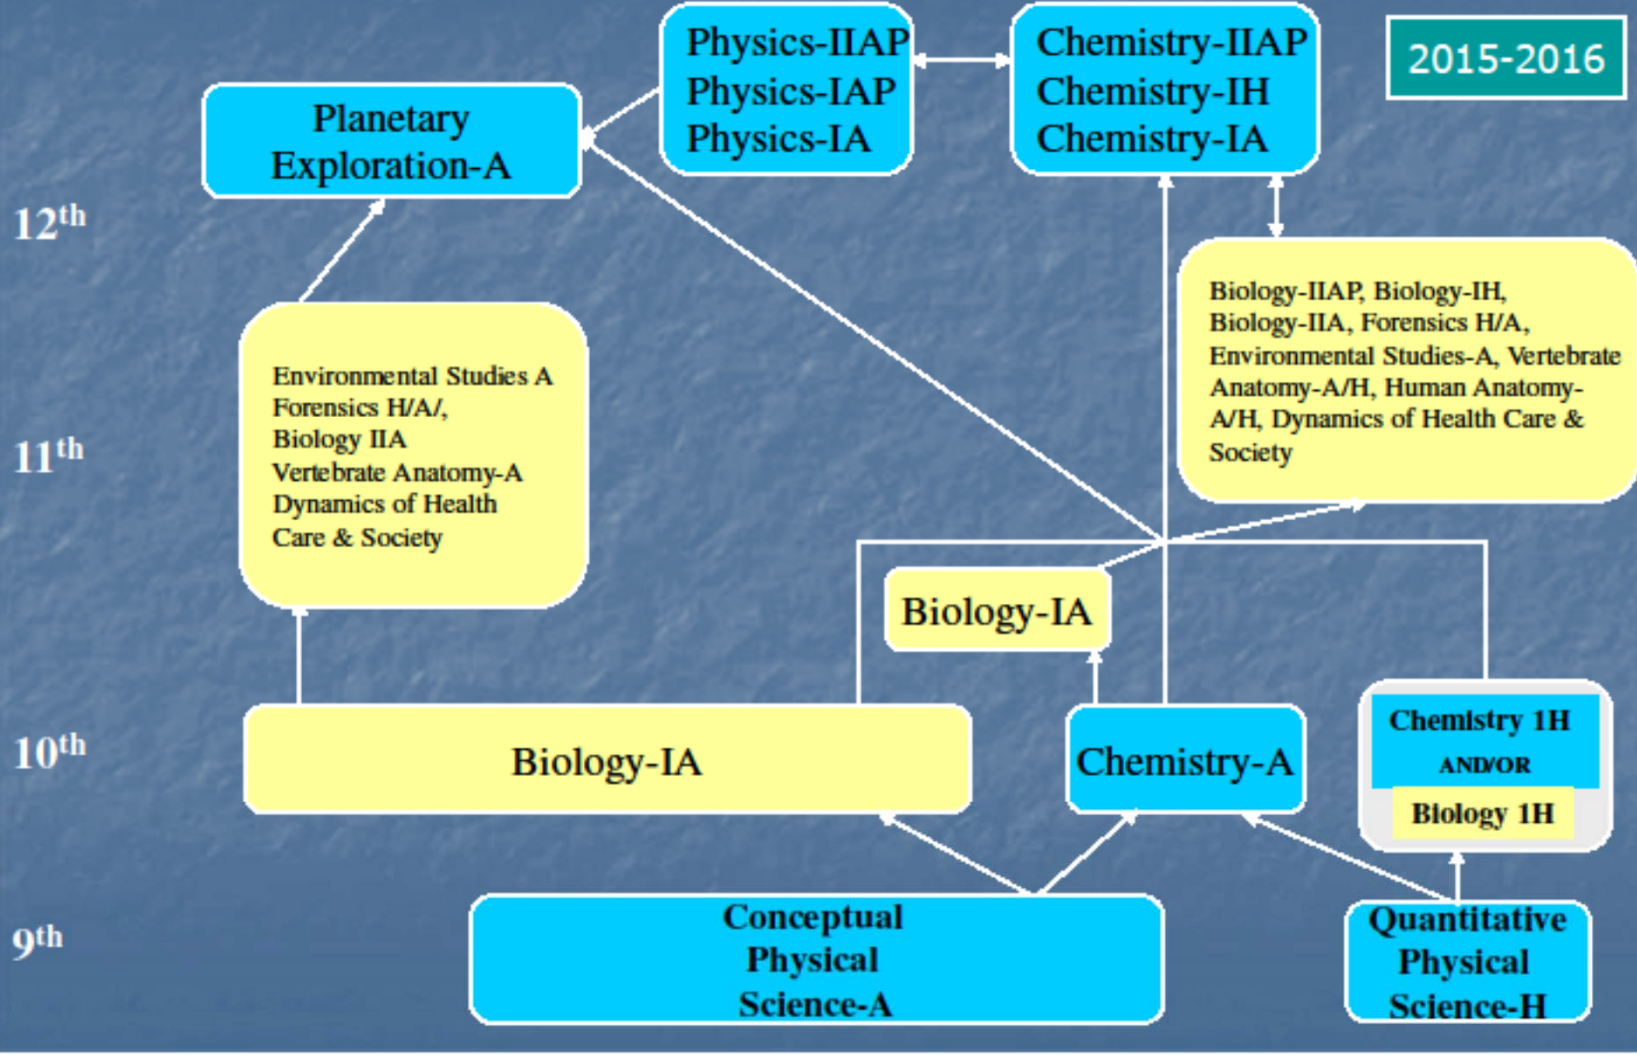 Physics-IIAP
Physics-IAP
Physics-IA
Chemistry-IIAP
Chemistry-IH
Chemistry-IA
2015-2016
Planetary
Exploration-A
12th
Biology-IIAP, Biology-IH,
Biology-IIA, Forensics H/A,
Environmental Studies-A, Vertebrate
Anatomy-A/H, Human Anatomy-
A/H, Dynamics of Health Care &
Society
Environmental Studies A
Forensics H/A/,
Biology IIA
Vertebrate Anatomy-A
Dynamics of Health
Care & Society
11th
Biology-IA
10th
Biology-IA
Chemistry-A
Chemistry 1H
AND/OR
Biology 1H
9th
Conceptual
Physical
Science-A
Quantitative
Physical
Science-H